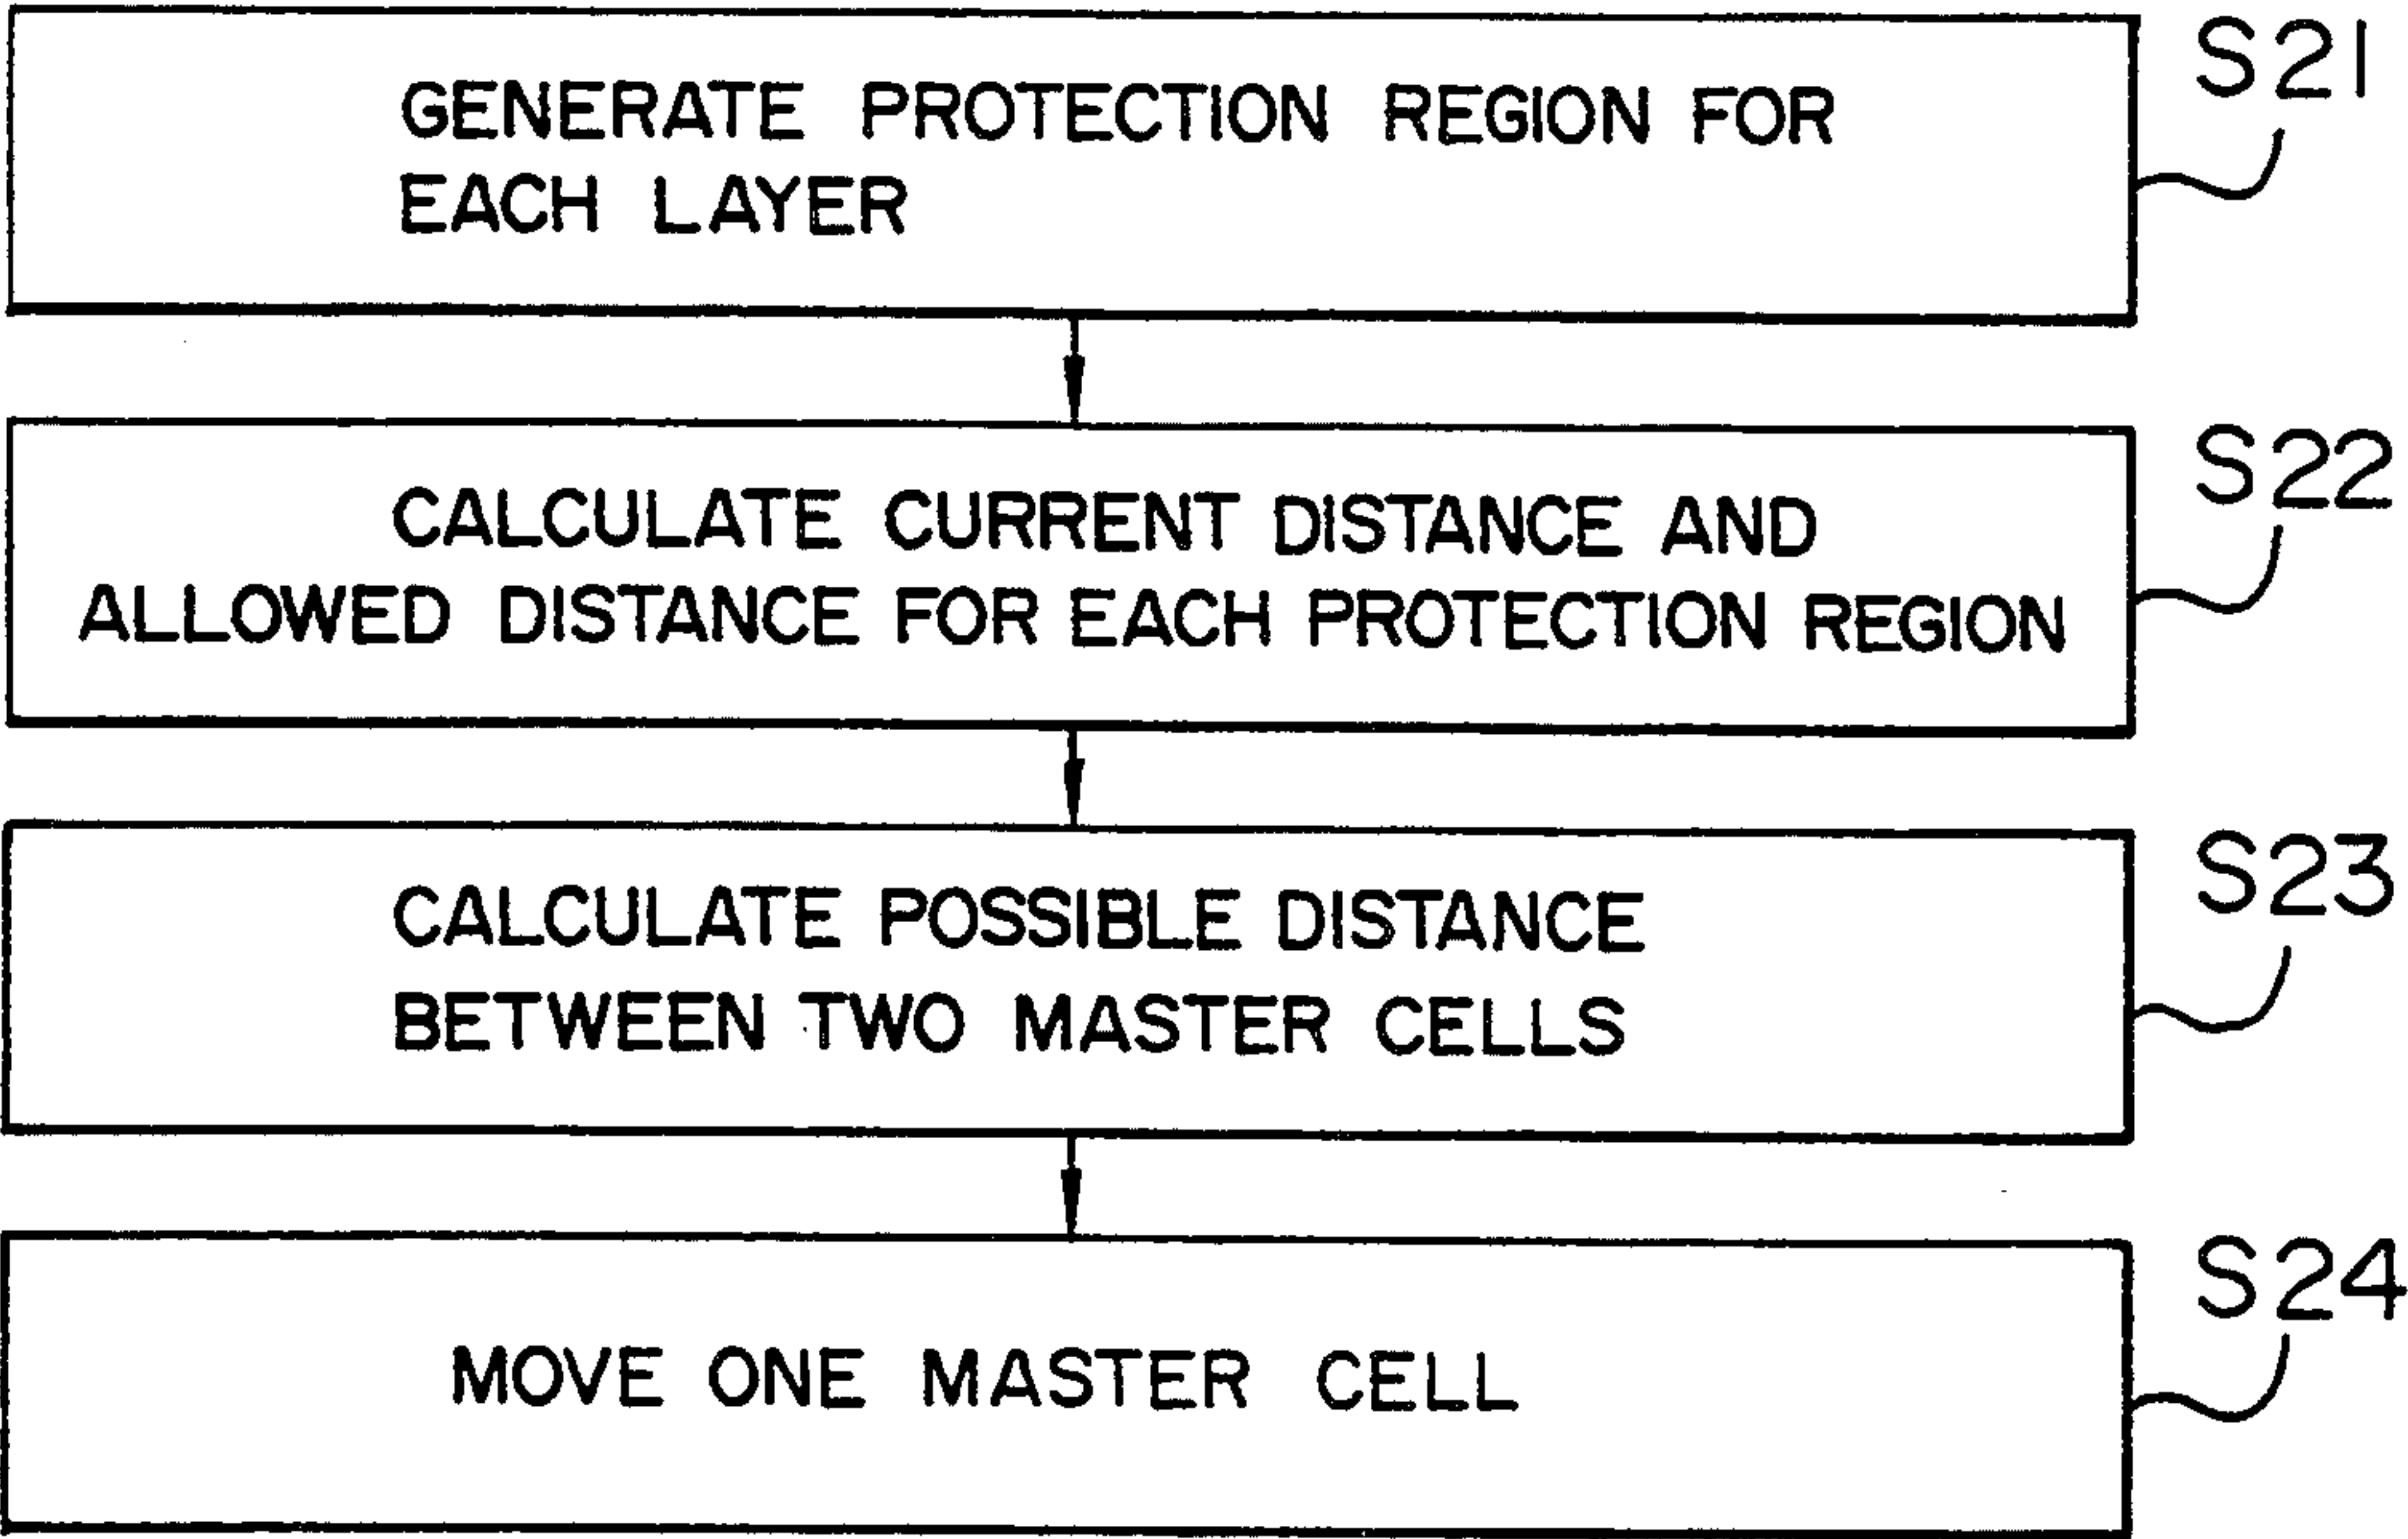 S21
GENERATE PROTECTION REGION FOR
EACH LAYER
S22
CALCULATE CURRENT DISTANCE AND
ALLOWED DISTANCE FOR EACH PROTECTION REGION
S23
CALCULATE POSSIBLE DISTANCE
BETWEEN TWO MASTER CELLS
S24
MOVE ONE MASTER CELL